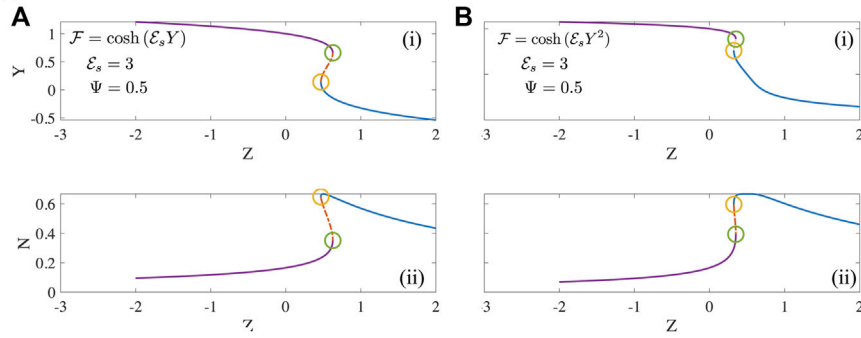 A
B
𝓕 = cosh (𝓔ₛY)
(i)
𝓔ₛ = 3
Ψ = 0.5
Y
1
0.5
0
-0.5
-3
-2
-1
0
1
2
Z
𝓕 = cosh (𝓔ₛY²)
(i)
𝓔ₛ = 3
Ψ = 0.5
-3
-2
-1
0
1
2
Z
N
0.6
0.4
0.2
0
(ii)
-3
-2
-1
0
1
2
Z
(ii)
-3
-2
-1
0
1
2
Z